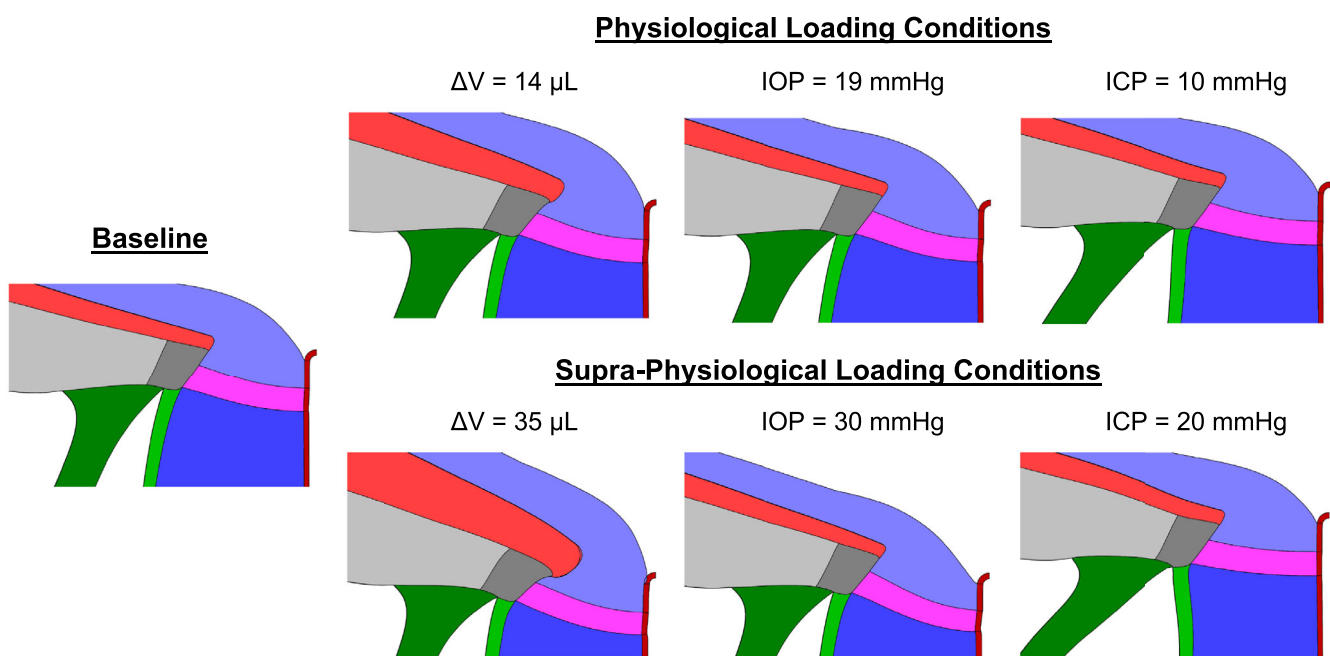 Physiological Loading Conditions
ΔV = 14 µL
IOP = 19 mmHg
ICP = 10 mmHg
Baseline
Supra-Physiological Loading Conditions
ΔV = 35 µL
IOP = 30 mmHg
ICP = 20 mmHg